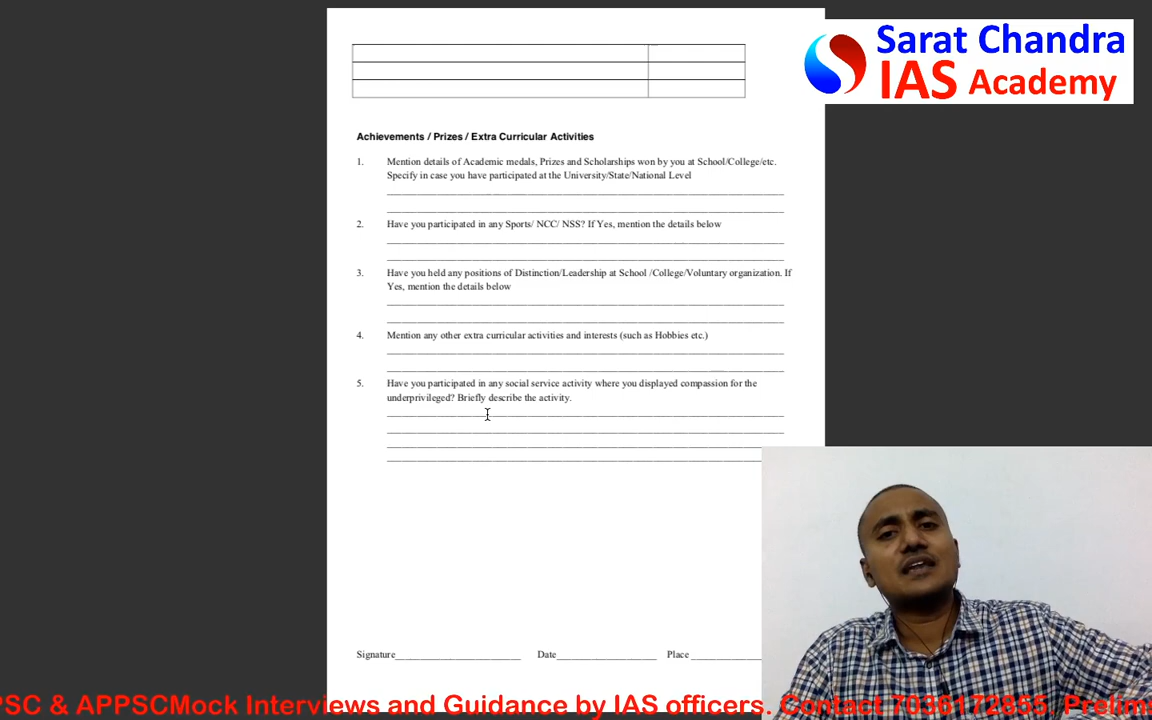 Sarat Chandra
IAS Academy
Achievements / Prizes / Extra Curricular Activities
1. Mention details of Academic medals, Prizes and Scholarships won by you at School/College/etc.
Specify in case you have participated at the University/State/National Level
2. Have you participated in any Sports/ NCC/ NSS? If Yes, mention the details below
3. Have you held any positions of Distinction/Leadership at School /College/Voluntary organization. If
Yes, mention the details below
4. Mention any other extra curricular activities and interests (such as Hobbies etc.)
5. Have you participated in any social service activity where you displayed compassion for the
underprivileged? Briefly describe the activity.
Signature Date Place
PSC & APPSCMock Interviews and Guidance by IAS officers. Contact 7036172855. Prelims